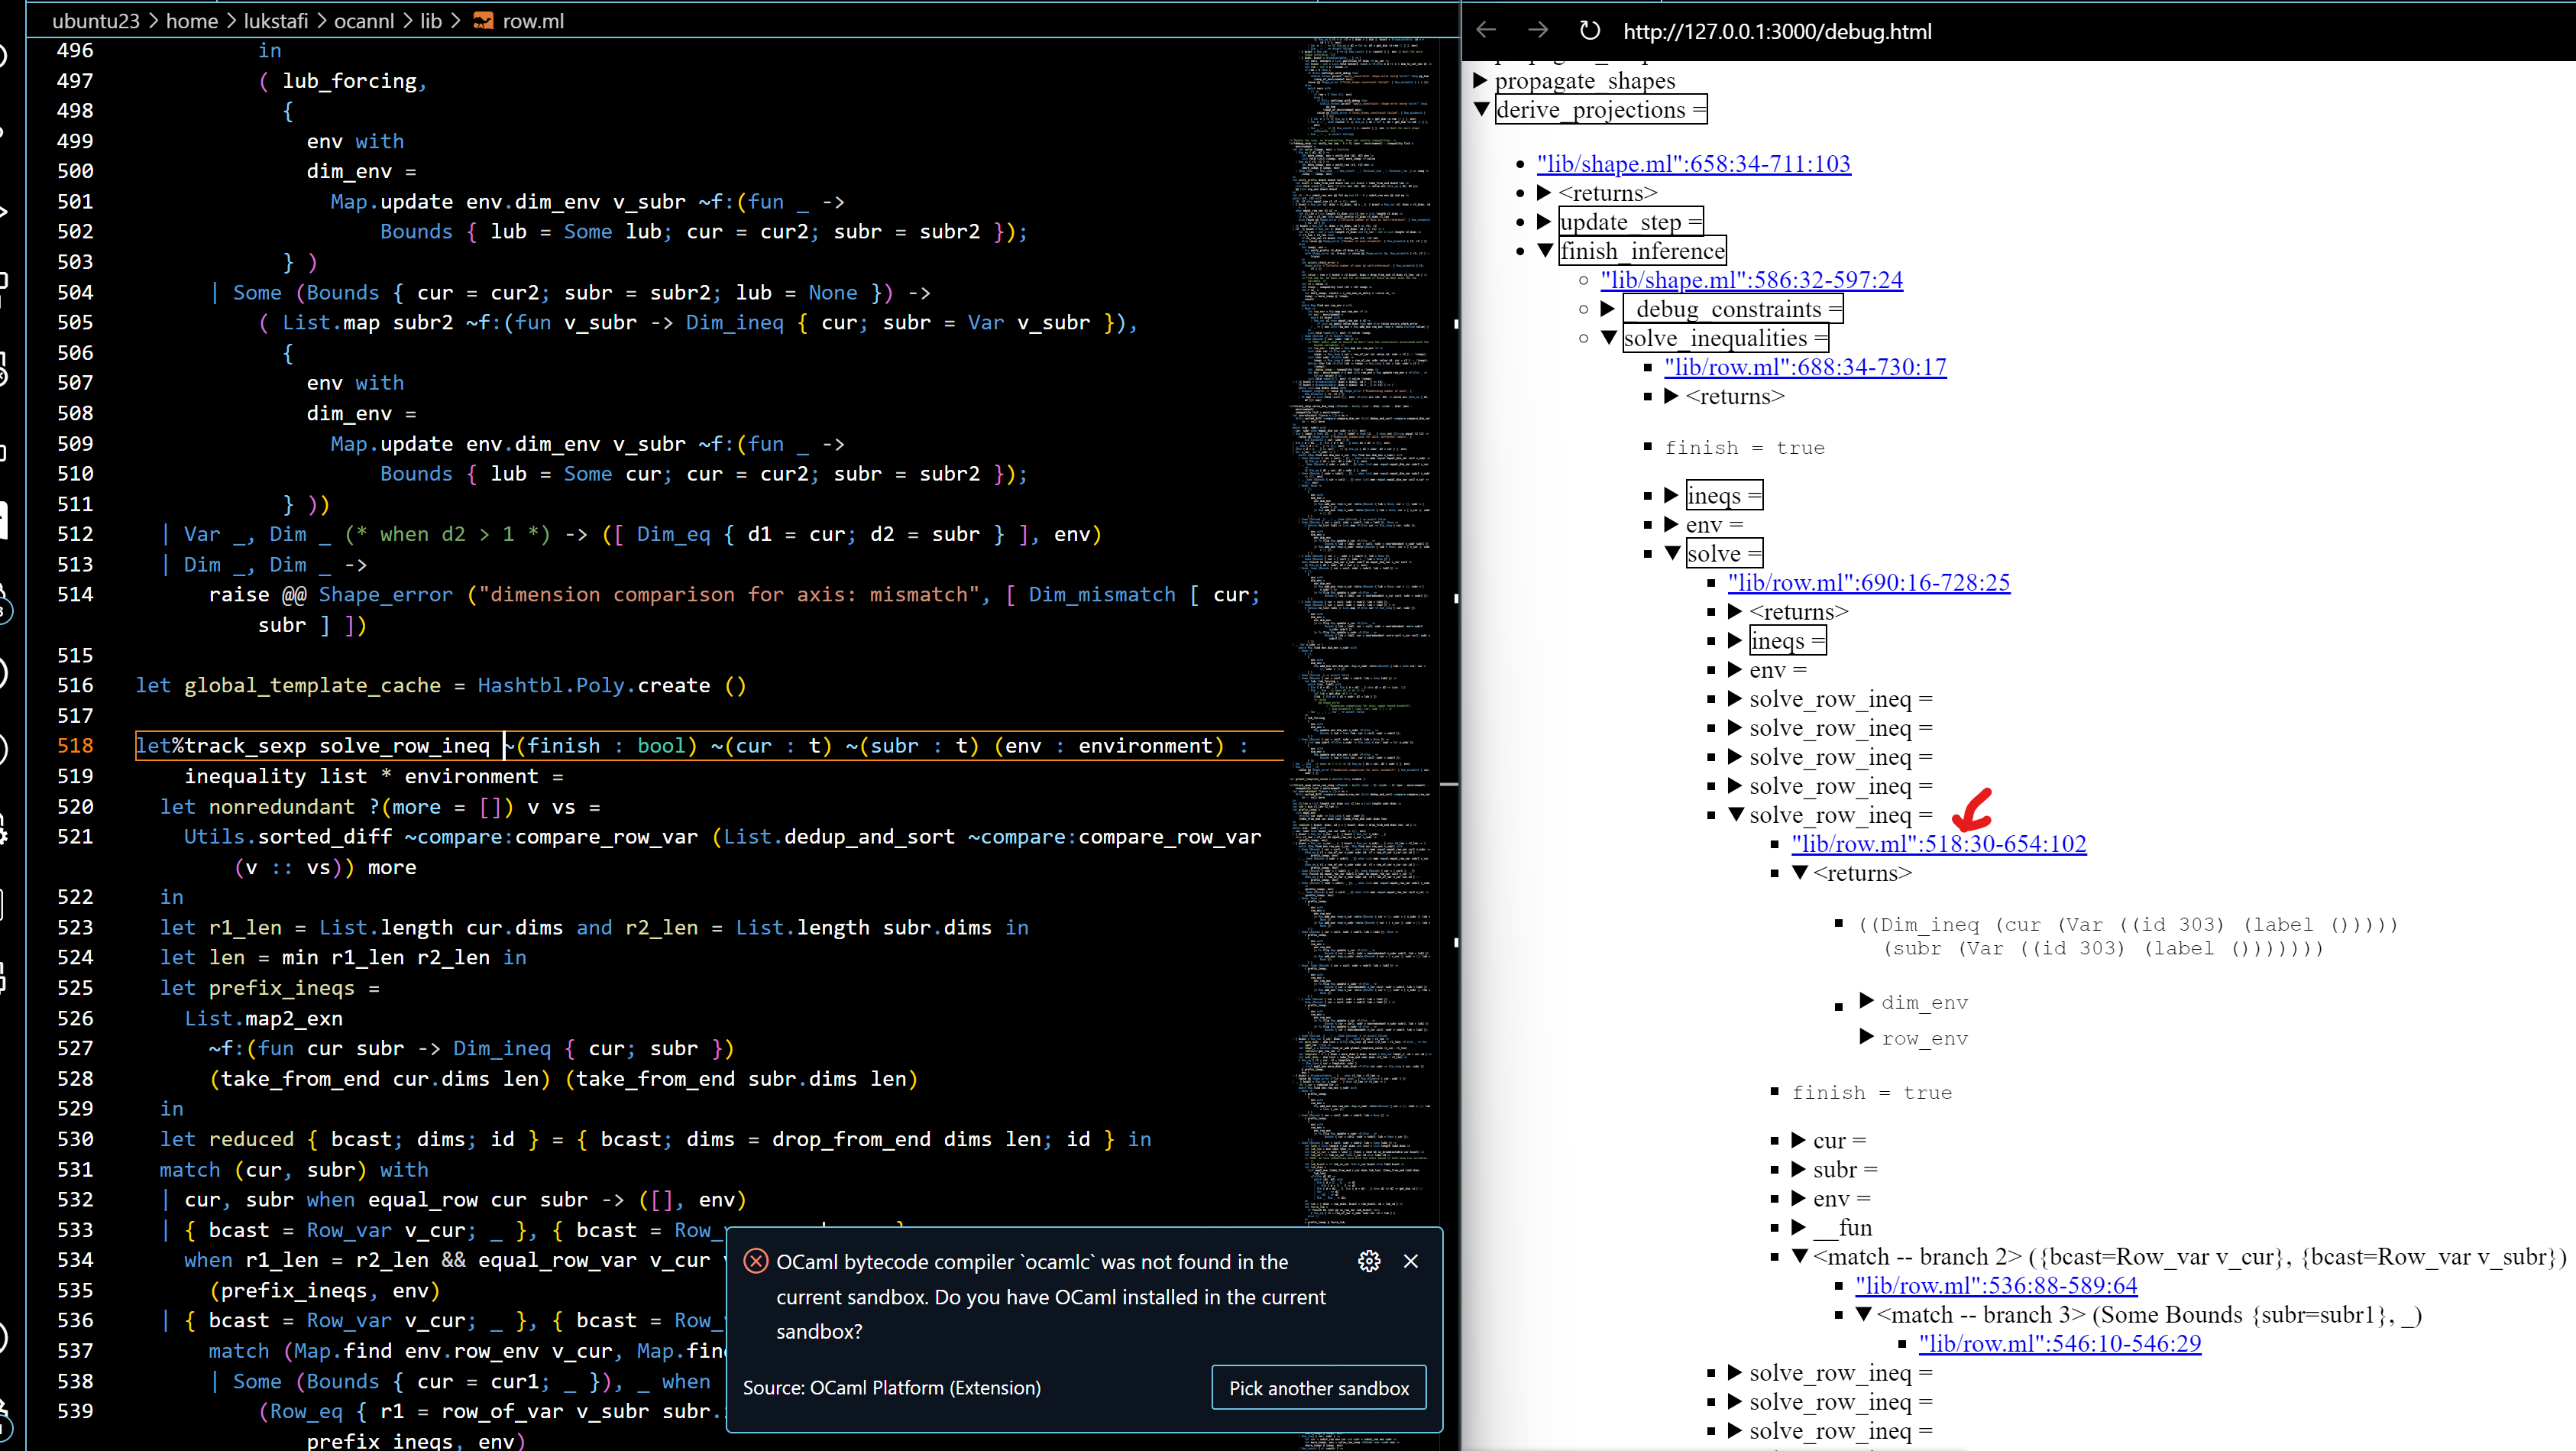 ubuntu23 > home > lukstafi > ocannl > lib > row.ml
496 in
497 ( lub_forcing,
498 {
499 env with
500 dim_env =
501 Map.update env.dim_env v_subr ~f:(fun _ ->
502 Bounds { lub = Some lub; cur = cur2; subr = subr2 });
503 } )
504 | Some (Bounds { cur = cur2; subr = subr2; lub = None }) ->
505 ( List.map subr2 ~f:(fun v_subr -> Dim_ineq { cur; subr = Var v_subr }),
506 {
507 env with
508 dim_env =
509 Map.update env.dim_env v_subr ~f:(fun _ ->
510 Bounds { lub = Some cur; cur = cur2; subr = subr2 });
511 } ))
512 | Var _, Dim _ (* when d2 > 1 *) -> ([ Dim_eq { d1 = cur; d2 = subr } ], env)
513 | Dim _, Dim _ ->
514 raise @@ Shape_error ("dimension comparison for axis: mismatch", [ Dim_mismatch [ cur;
subr ] ])
515
516 let global_template_cache = Hashtbl.Poly.create ()
517
518 let%track_sexp solve_row_ineq ~(finish : bool) ~(cur : t) ~(subr : t) (env : environment) :
519 inequality list * environment =
520 let nonredundant ?(more = []) v vs =
521 Utils.sorted_diff ~compare:compare_row_var (List.dedup_and_sort ~compare:compare_row_var
(v :: vs)) more
522 in
523 let r1_len = List.length cur.dims and r2_len = List.length subr.dims in
524 let len = min r1_len r2_len in
525 let prefix_ineqs =
526 List.map2_exn
527 ~f:(fun cur subr -> Dim_ineq { cur; subr })
528 (take_from_end cur.dims len) (take_from_end subr.dims len)
529 in
530 let reduced { bcast; dims; id } = { bcast; dims = drop_from_end dims len; id } in
531 match (cur, subr) with
532 | cur, subr when equal_row cur subr -> ([], env)
533 | { bcast = Row_var v_cur; _ }, { bcast = Row_
534 when r1_len = r2_len && equal_row_var v_cur
535 (prefix_ineqs, env)
536 | { bcast = Row_var v_cur; _ }, { bcast = Row_
537 match (Map.find env.row_env v_cur, Map.fin
538 | Some (Bounds { cur = cur1; _ }), _ when
539 (Row_eq { r1 = row_of_var v_subr subr.
prefix_ineqs, env)
OCaml bytecode compiler `ocamlc` was not found in the
current sandbox. Do you have OCaml installed in the current
sandbox?
Source: OCaml Platform (Extension)
Pick another sandbox
http://127.0.0.1:3000/debug.html
propagate_shapes
derive_projections =
"lib/shape.ml":658:34-711:103
<returns>
update_step =
finish_inference
"lib/shape.ml":586:32-597:24
_debug_constraints =
solve_inequalities =
"lib/row.ml":688:34-730:17
<returns>
finish = true
ineqs =
env =
solve =
"lib/row.ml":690:16-728:25
<returns>
ineqs =
env =
solve_row_ineq =
solve_row_ineq =
solve_row_ineq =
solve_row_ineq =
solve_row_ineq =
"lib/row.ml":518:30-654:102
<returns>
((Dim_ineq (cur (Var ((id 303) (label ()))))
(subr (Var ((id 303) (label ()))))))
dim_env
row_env
finish = true
cur =
subr =
env =
__fun
<match -- branch 2> ({bcast=Row_var v_cur}, {bcast=Row_var v_subr})
"lib/row.ml":536:88-589:64
<match -- branch 3> (Some Bounds {subr=subr1}, _)
"lib/row.ml":546:10-546:29
solve_row_ineq =
solve_row_ineq =
solve_row_ineq =